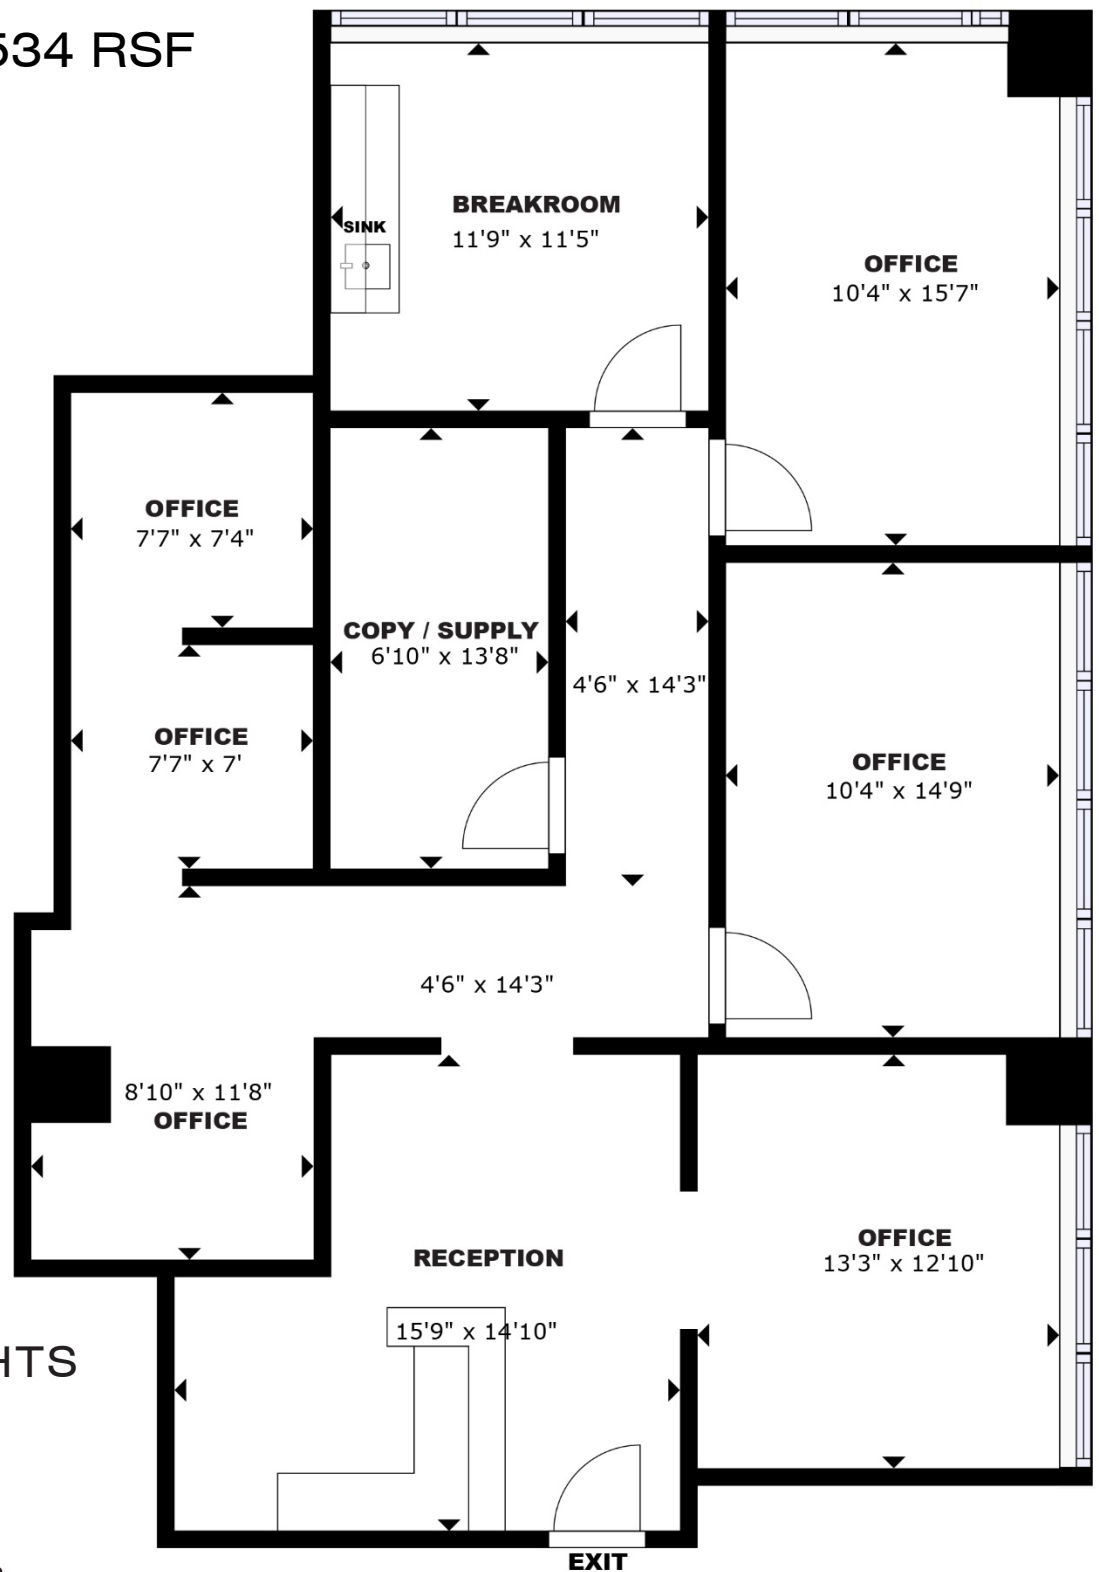 534 RSF
BREAKROOM
11'9" x 11'5"
SINK
OFFICE
10'4" x 15'7"
OFFICE
7'7" x 7'4"
COPY / SUPPLY
6'10" x 13'8"
4'6" x 14'3"
OFFICE
7'7" x 7'
OFFICE
10'4" x 14'9"
4'6" x 14'3"
8'10" x 11'8"
OFFICE
RECEPTION
15'9" x 14'10"
OFFICE
13'3" x 12'10"
HTS
EXIT